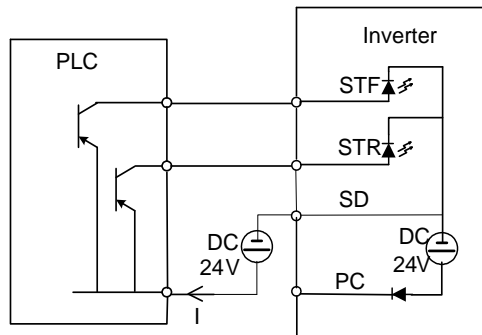 Inverter
PLC
STF
STR
SD
DC
24V
DC
24V
PC
I